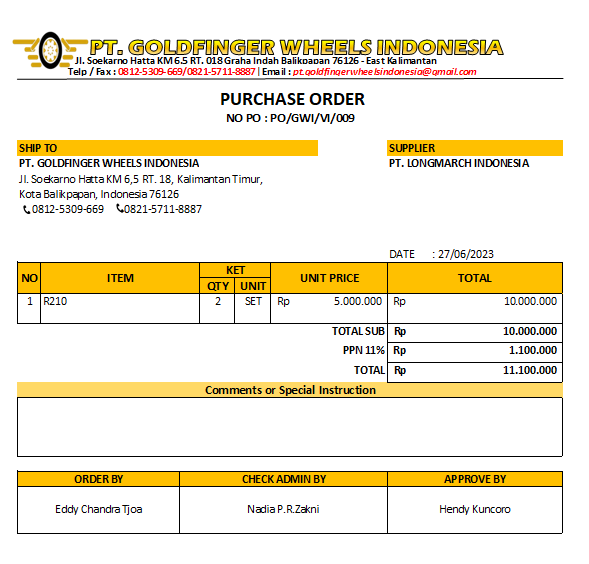 PT. GOLDFINGER WHEELS INDONESIA
Jl. Soekarno Hatta KM 6.5 RT. 018 Graha Indah Balikpapan 76126 - East Kalimantan
Telp / Fax : 0812-5309-669/0821-5711-8887 | Email : pt.goldfingerwheelsindonesia@gmail.com
PURCHASE ORDER
NO PO : PO/GWI/VI/009
SHIP TO SUPPLIER
PT. GOLDFINGER WHEELS INDONESIA PT. LONGMARCH INDONESIA
Jl. Soekarno Hatta KM 6,5 RT. 18, Kalimantan Timur,
Kota Balikpapan, Indonesia 76126
0812-5309-669 0821-5711-8887
DATE : 27/06/2023
NO ITEM KET UNIT PRICE TOTAL
QTY UNIT
1 R210 2 SET Rp 5.000.000 Rp 10.000.000
TOTAL SUB Rp 10.000.000
PPN 11% Rp 1.100.000
TOTAL Rp 11.100.000
Comments or Special Instruction
ORDER BY CHECK ADMIN BY APPROVE BY
Eddy Chandra Tjoa Nadia P.R.Zakni Hendy Kuncoro